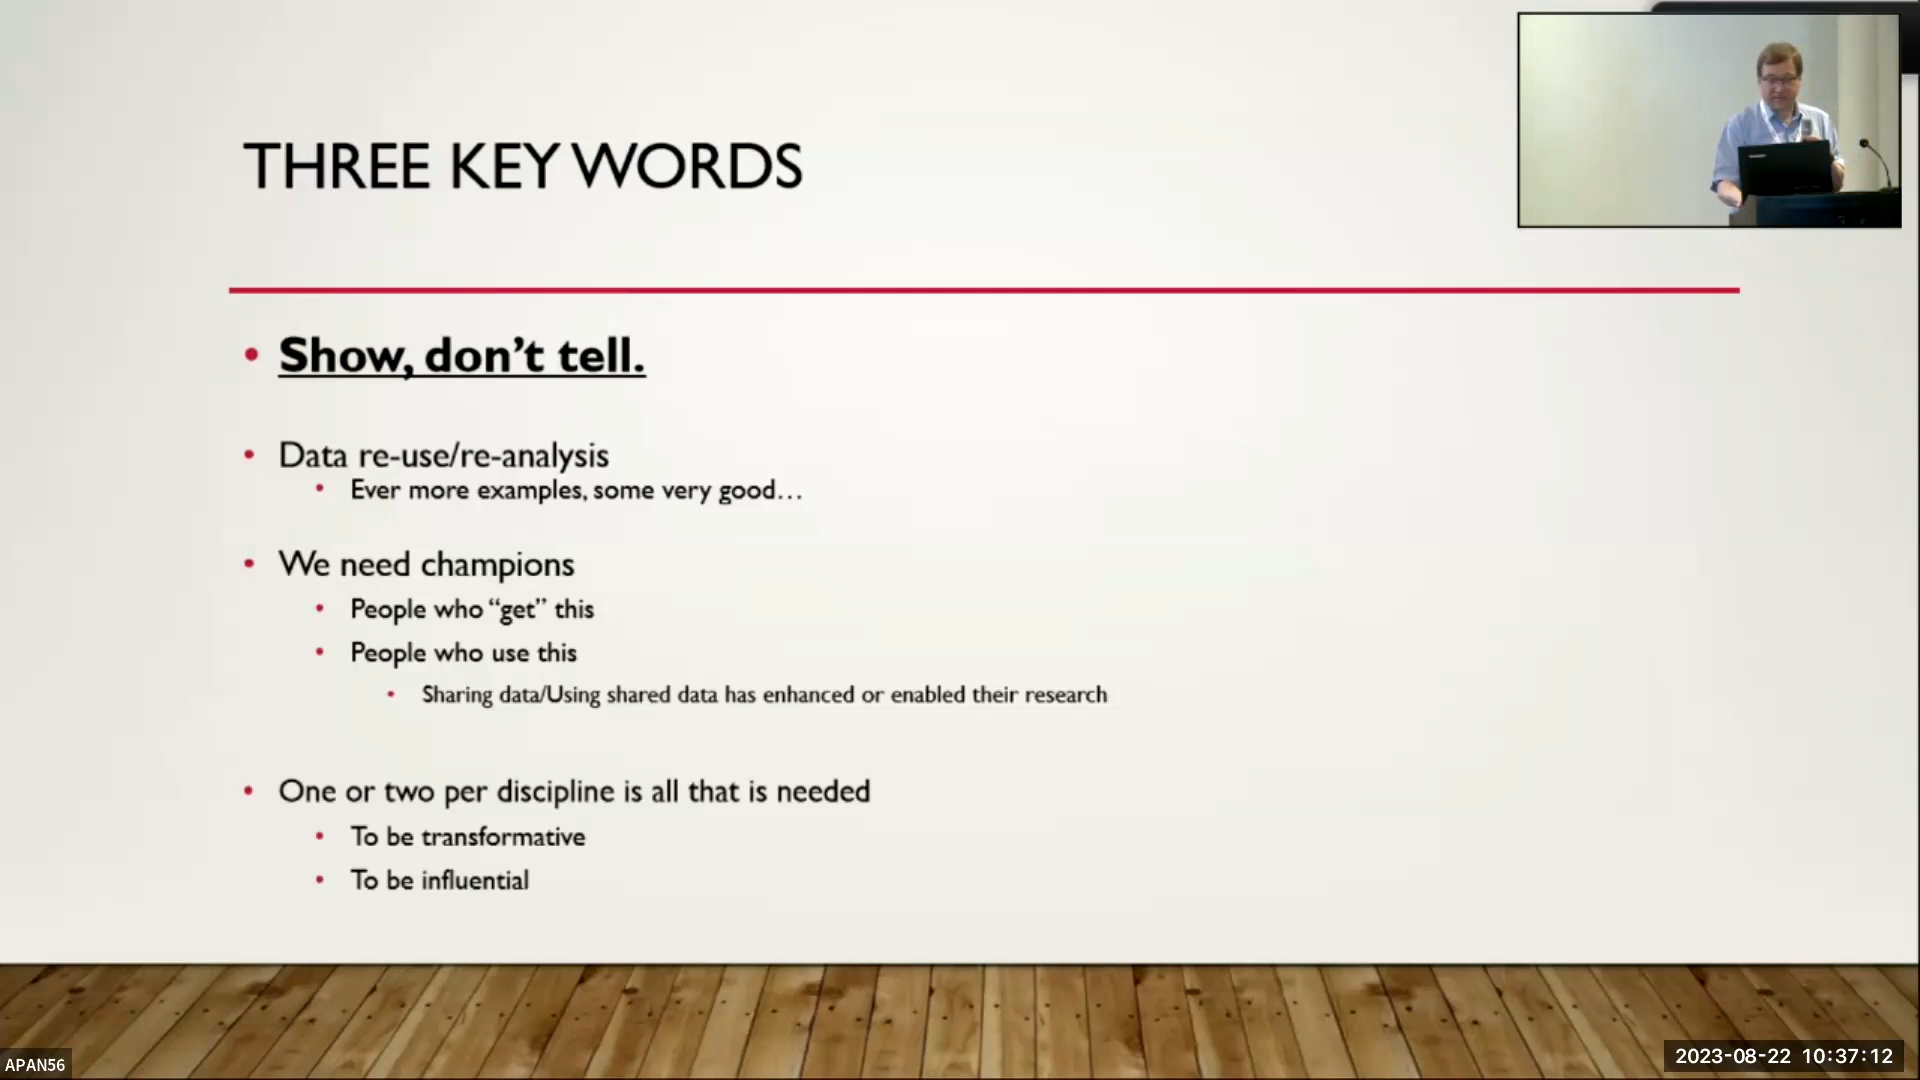 THREE KEY WORDS
• Show, don’t tell.
• Data re-use/re-analysis
• Ever more examples, some very good…
• We need champions
• People who “get” this
• People who use this
• Sharing data/Using shared data has enhanced or enabled their research
• One or two per discipline is all that is needed
• To be transformative
• To be influential
APAN56
2023-08-22 10:37:12